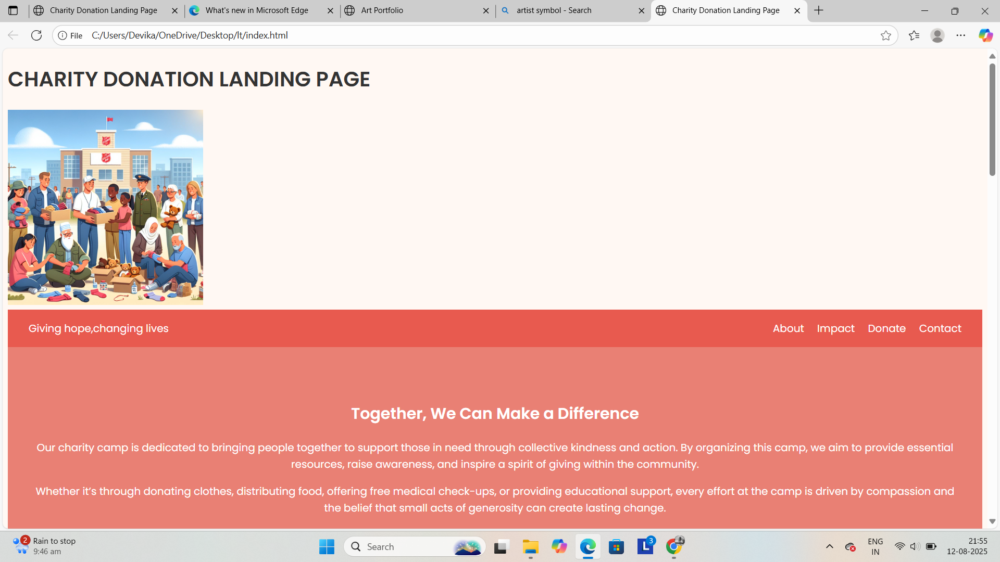 Charity Donation Landing Page
What's new in Microsoft Edge
Art Portfolio
artist symbol - Search
Charity Donation Landing Page
File
C:/Users/Devika/OneDrive/Desktop/lt/index.html
CHARITY DONATION LANDING PAGE
Giving hope,changing lives
About
Impact
Donate
Contact
Together, We Can Make a Difference
Our charity camp is dedicated to bringing people together to support those in need through collective kindness and action. By organizing this camp, we aim to provide essential
resources, raise awareness, and inspire a spirit of giving within the community.
Whether it’s through donating clothes, distributing food, offering free medical check-ups, or providing educational support, every effort at the camp is driven by compassion and
the belief that small acts of generosity can create lasting change.
2
Rain to stop
9:46 am
Search
L
3
ENG
IN
21:55
12-08-2025